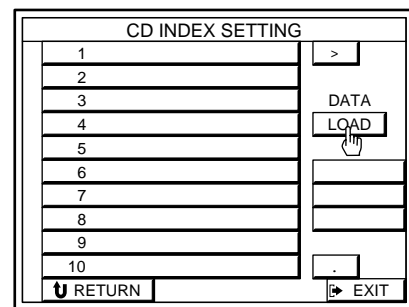 CD INDEX SETTING
1 >
2
3 DATA
4 LOAD
5
6
7
8
9
10 .
RETURN EXIT